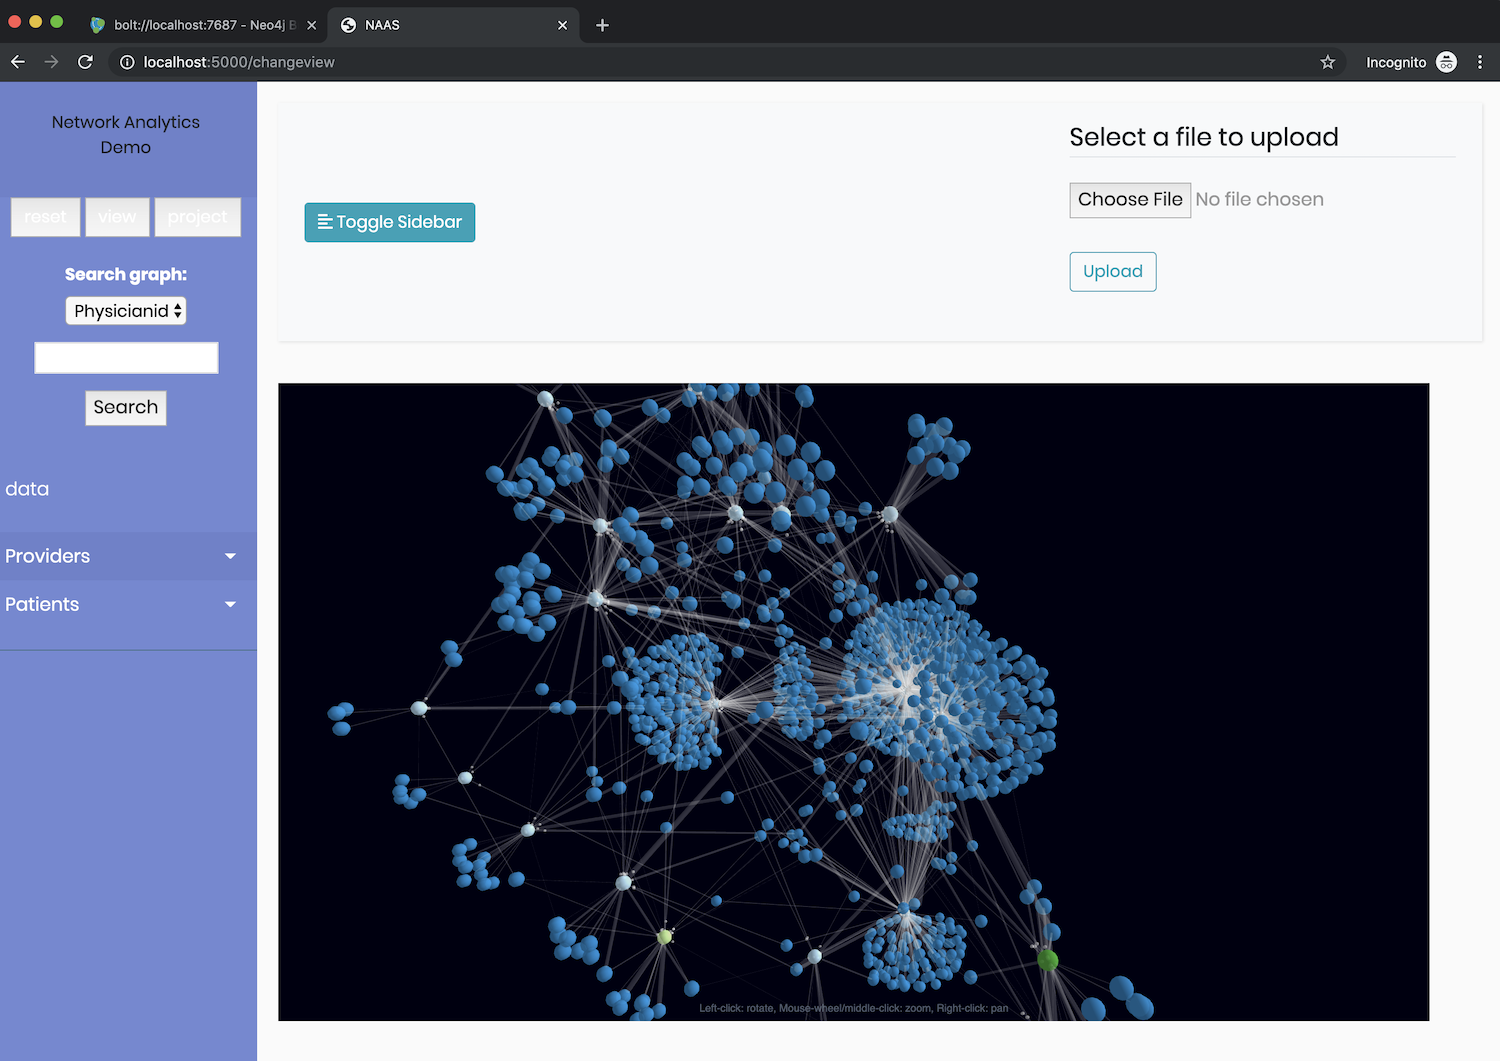 bolt://localhost:7687 - Neo4j B
NAAS
localhost:5000/changeview
Incognito
Network Analytics
Demo
reset view project
Search graph:
Physicianid
Search
data
Providers
Patients
Toggle Sidebar
Select a file to upload
Choose File No file chosen
Upload
Left-click: rotate, Mouse-wheel/middle-click: zoom, Right-click: pan